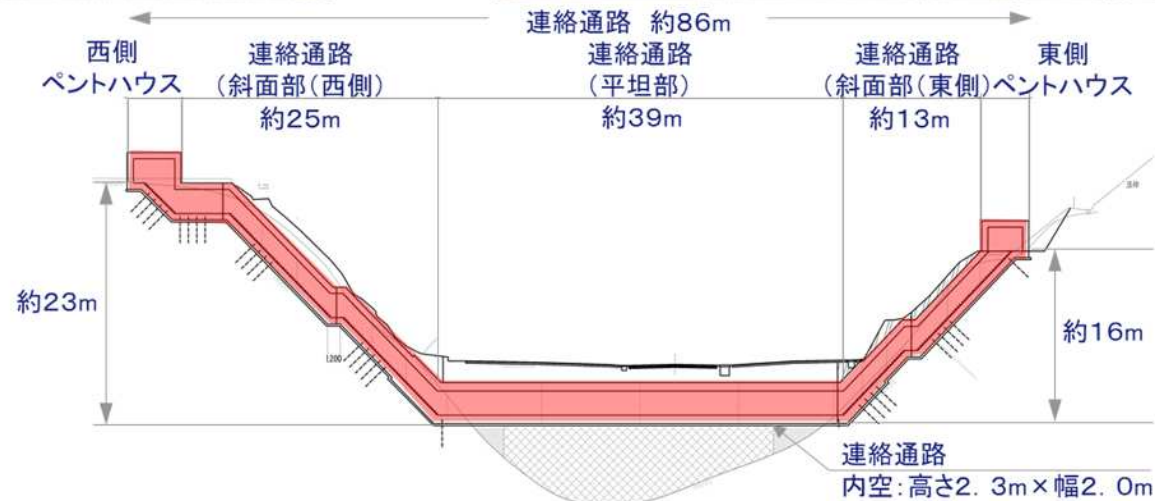 連絡通路 約86m
西側
ペントハウス
連絡通路
(斜面部(西側)
約25m
連絡通路
(平坦部)
約39m
連絡通路
(斜面部(東側)
約13m
東側
ペントハウス
約23m
約16m
1,200
連絡通路
内空:高さ2. 3m×幅2. 0m